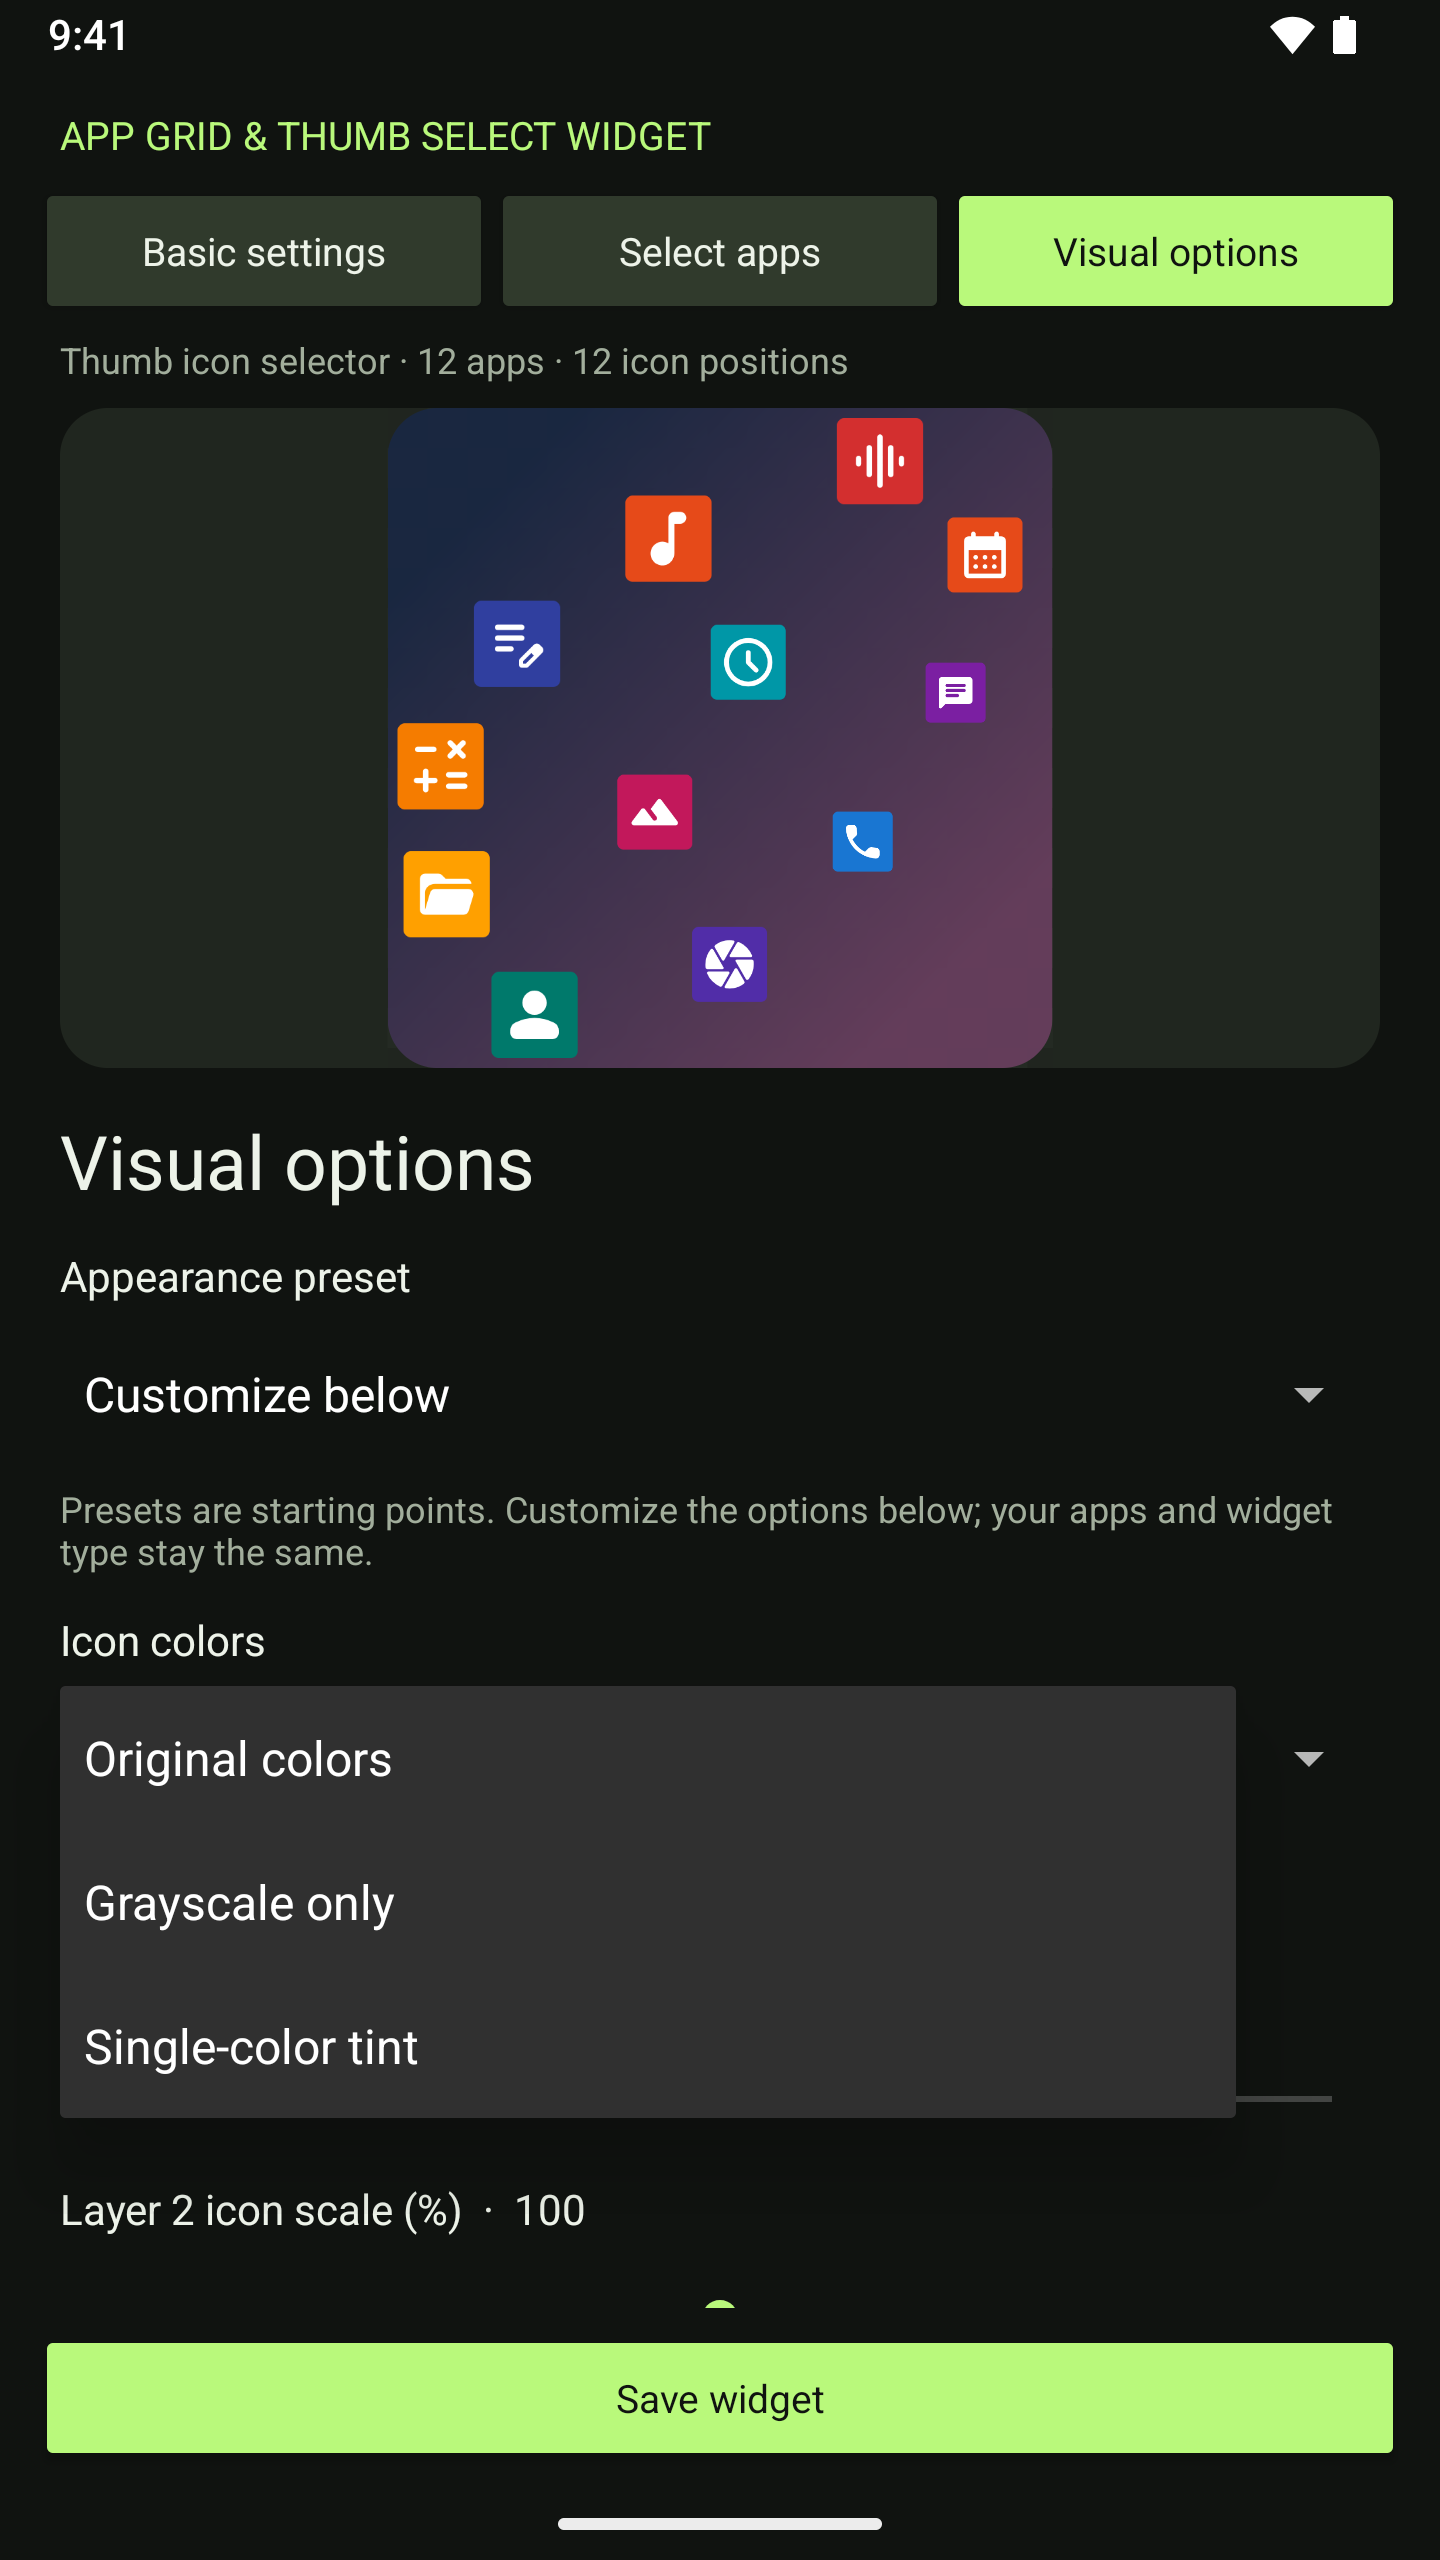 9:41
APP GRID & THUMB SELECT WIDGET
Basic settings
Select apps
Visual options
Thumb icon selector · 12 apps · 12 icon positions
Visual options
Appearance preset
Customize below
Presets are starting points. Customize the options below; your apps and widget
type stay the same.
Icon colors
Original colors
Grayscale only
Single-color tint
Layer 2 icon scale (%) · 100
Save widget